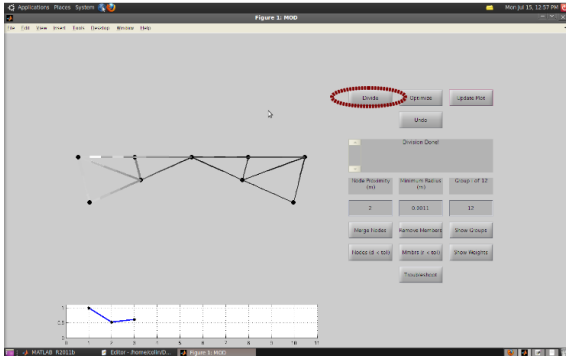 Applications Places System
Mon Jul 15, 12:57 PM
Figure 1: MOD
File Edit View Insert Tools Desktop Window Help
Divide
Optimize
Update Plot
Undo
Division Done!
Node Proximity (in)
Maximum Radius (in)
Group - of 12
2
0.0011
12
Merge Nodes
Remove Members
Show Groups
Nodes (d < tol)
Mmbrs (r < tol)
Show Weights
Troubleshoot
1
0.5
0
0 1 2 3 4 5 6 7 8 9 10 11
MATLAB R2011b
Figure 1: MOD